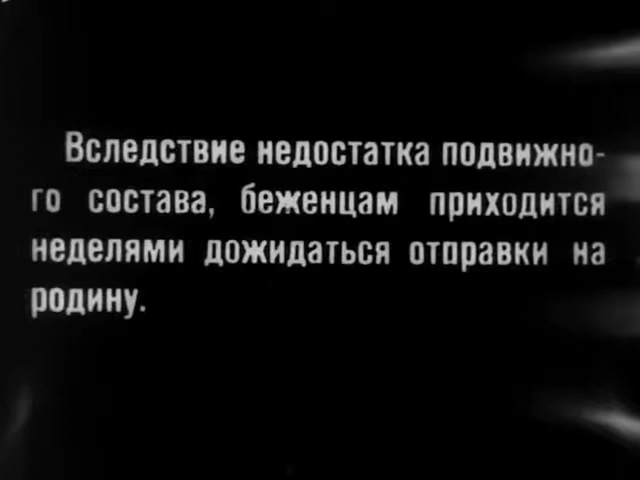 Вследствие недостатка подвижно-
го состава, беженцам приходится
неделями дожидаться отправки на
родину.